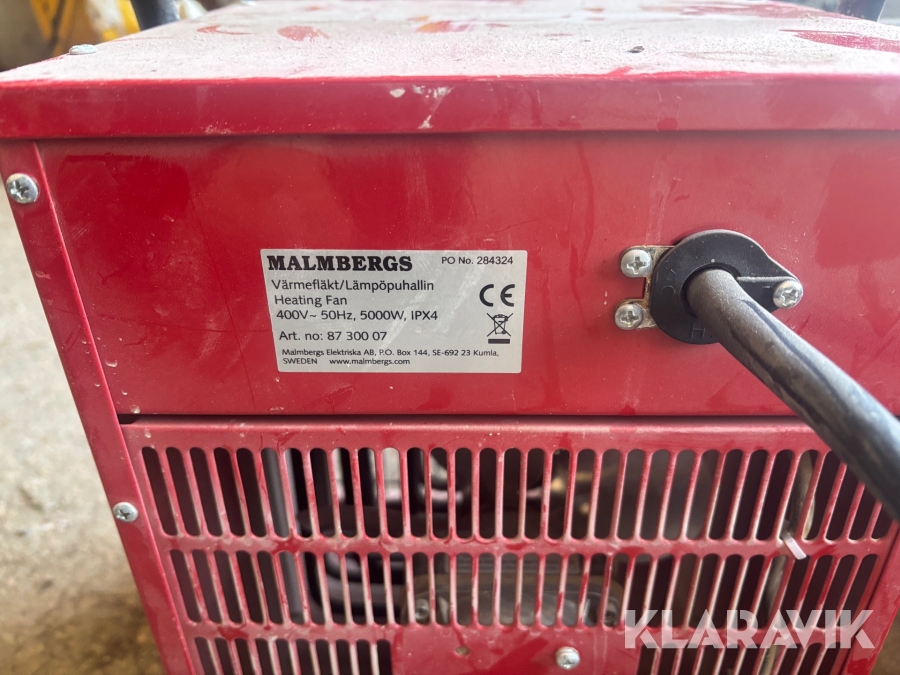 MALMBERGS PO No. 284324
Värmefläkt/Lämpöpuhallin
Heating Fan
400V~ 50Hz, 5000W, IPX4
CE
Art. no: 87 300 07
Malmbergs Elektriska AB, P.O. Box 144, SE-692 23 Kumla,
SWEDEN www.malmbergs.com
KLARAVIK